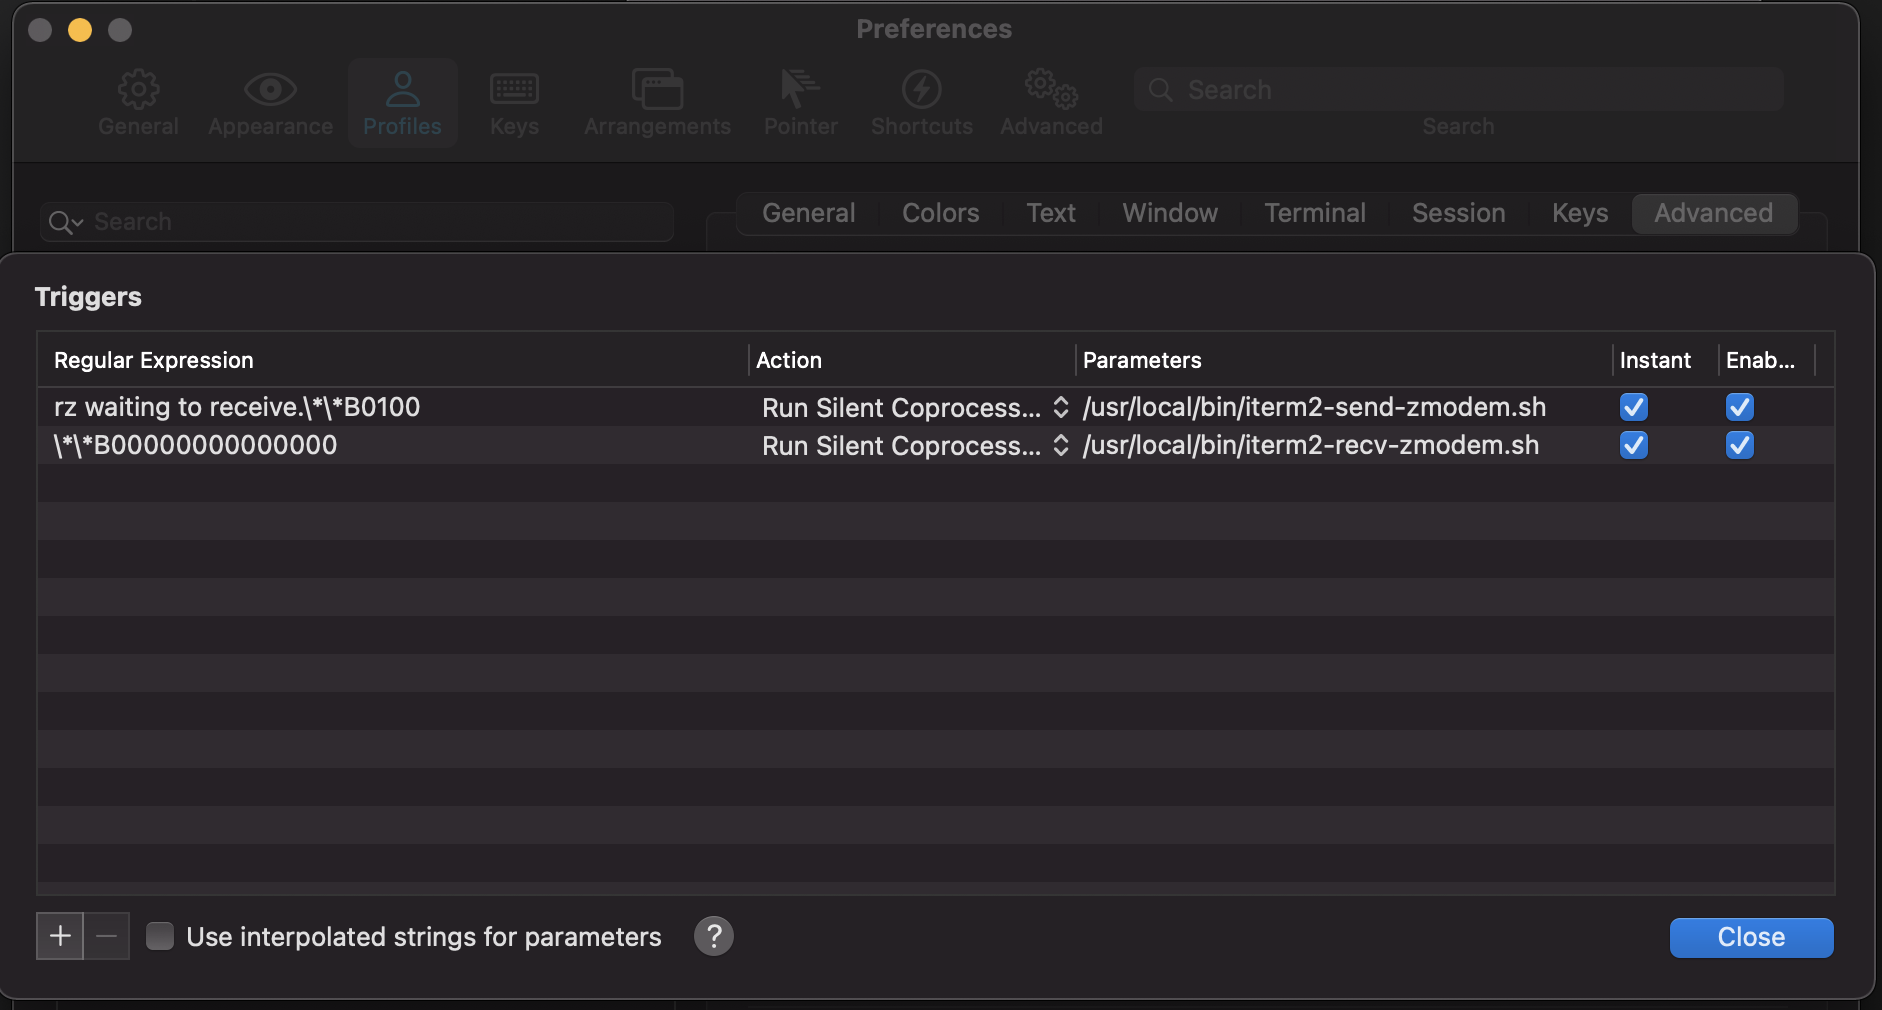 Preferences
General Appearance Profiles Keys Arrangements Pointer Shortcuts Advanced Search
Search
Search
General Colors Text Window Terminal Session Keys Advanced
Triggers
Regular Expression Action Parameters Instant Enab...
rz waiting to receive.\*\*B0100 Run Silent Coprocess... /usr/local/bin/iterm2-send-zmodem.sh
\*\*B00000000000000 Run Silent Coprocess... /usr/local/bin/iterm2-recv-zmodem.sh
+ − Use interpolated strings for parameters ? Close